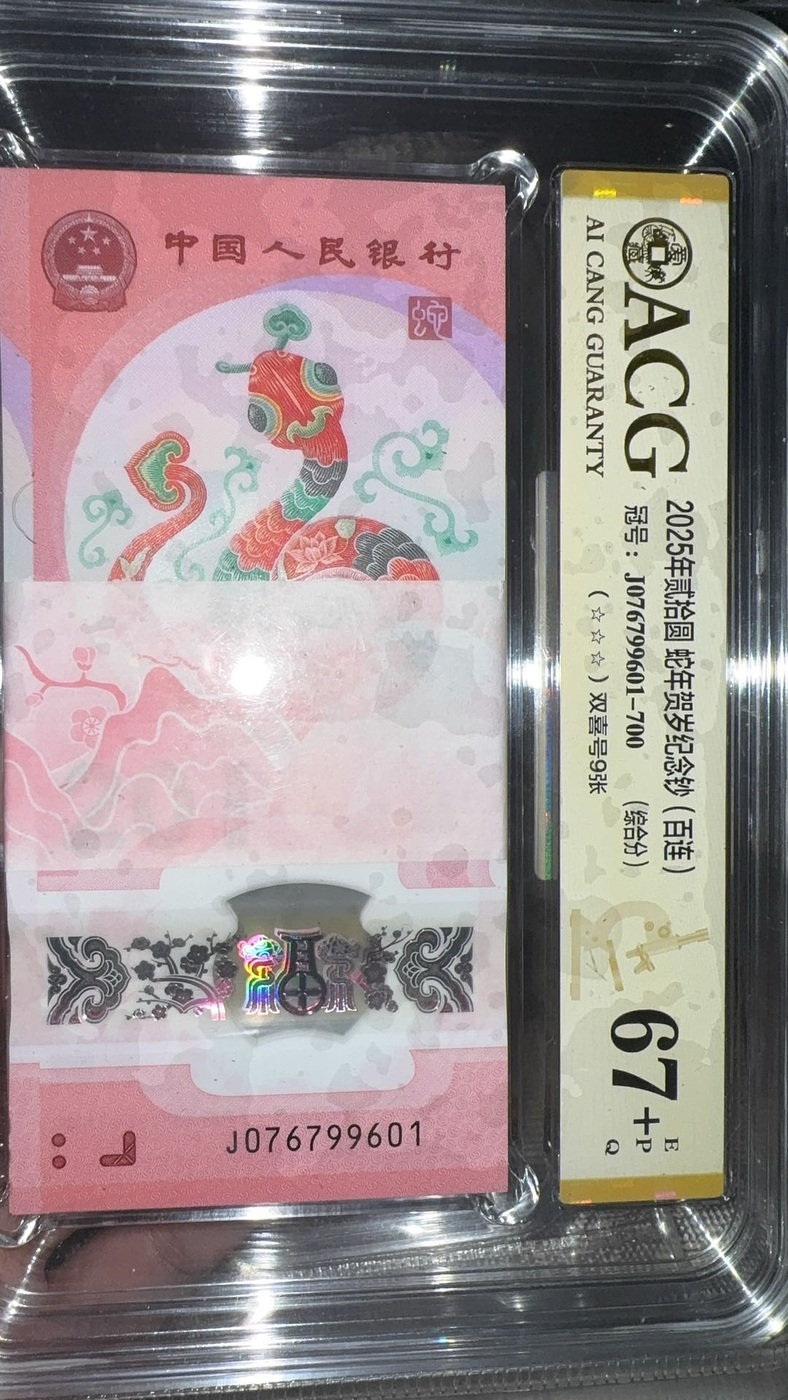 中国人民银行
蛇
J076799601
ACG
AI CANG GUARANTY
2025年贰拾圆 蛇年贺岁纪念钞（百连）
冠号：J076799601-700 （综合分）
（☆☆☆）双喜号9张
67+
E
P
Q